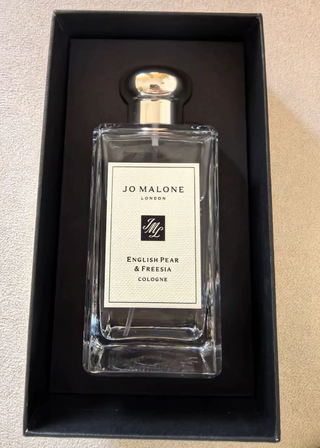 JO MALONE
LONDON
JML
ENGLISH PEAR
& FREESIA
COLOGNE